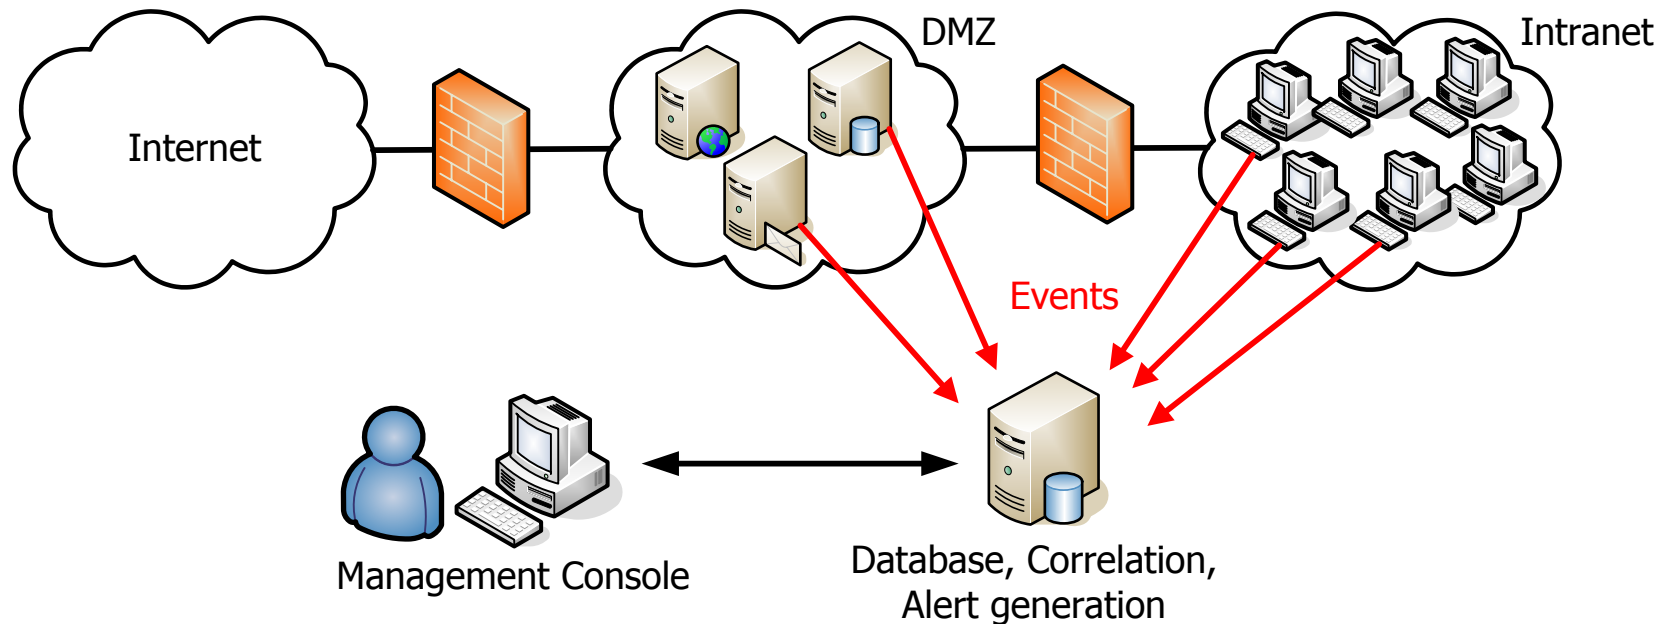 DMZ
Intranet
Internet
Events
Management Console
Database, Correlation,
Alert generation